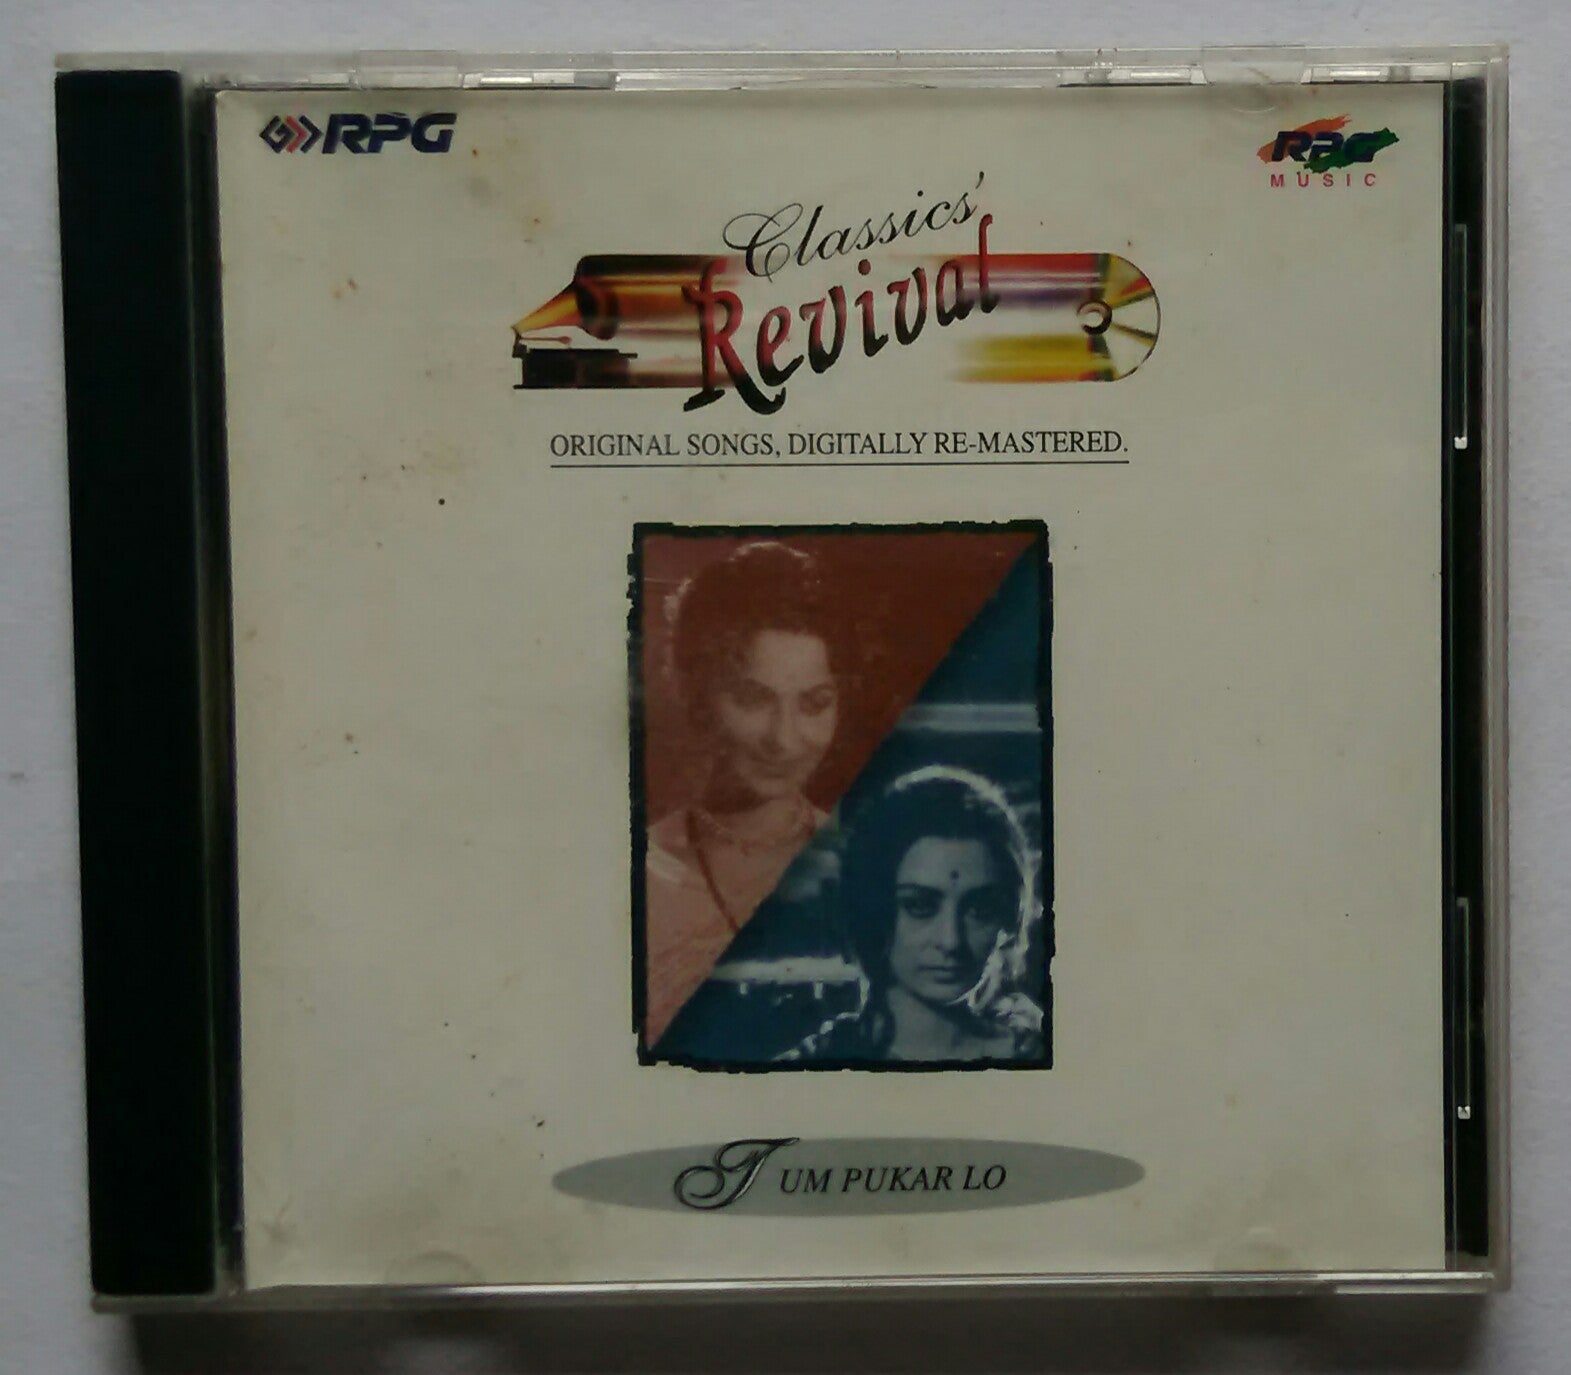 RPG
RPG
MUSIC
Classics'
Revival
ORIGINAL SONGS, DIGITALLY RE-MASTERED.
TUM PUKAR LO